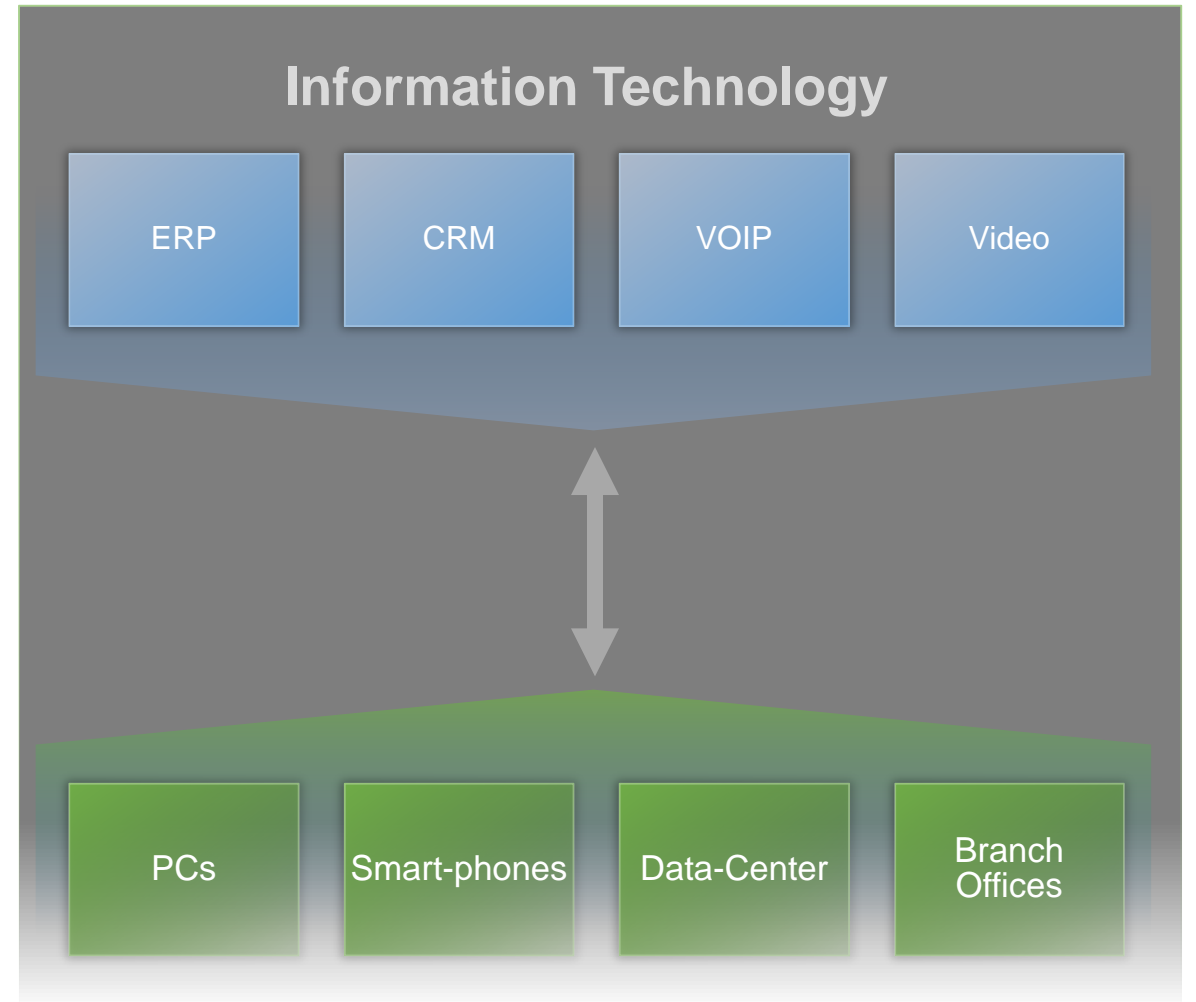 Information Technology
ERP
CRM
VOIP
Video
PCs
Smart-phones
Data-Center
Branch
Offices